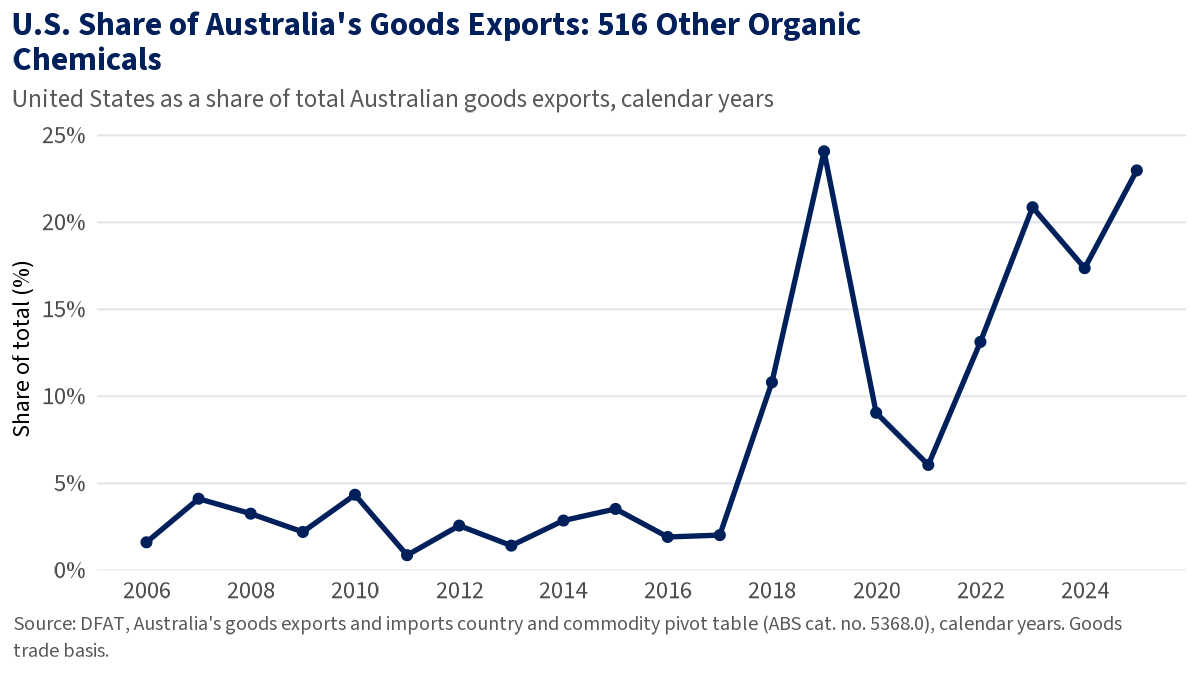 U.S. Share of Australia's Goods Exports: 516 Other Organic
Chemicals
United States as a share of total Australian goods exports, calendar years
Share of total (%)
25%
20%
15%
10%
5%
0%
2006 2008 2010 2012 2014 2016 2018 2020 2022 2024
Source: DFAT, Australia's goods exports and imports country and commodity pivot table (ABS cat. no. 5368.0), calendar years. Goods
trade basis.